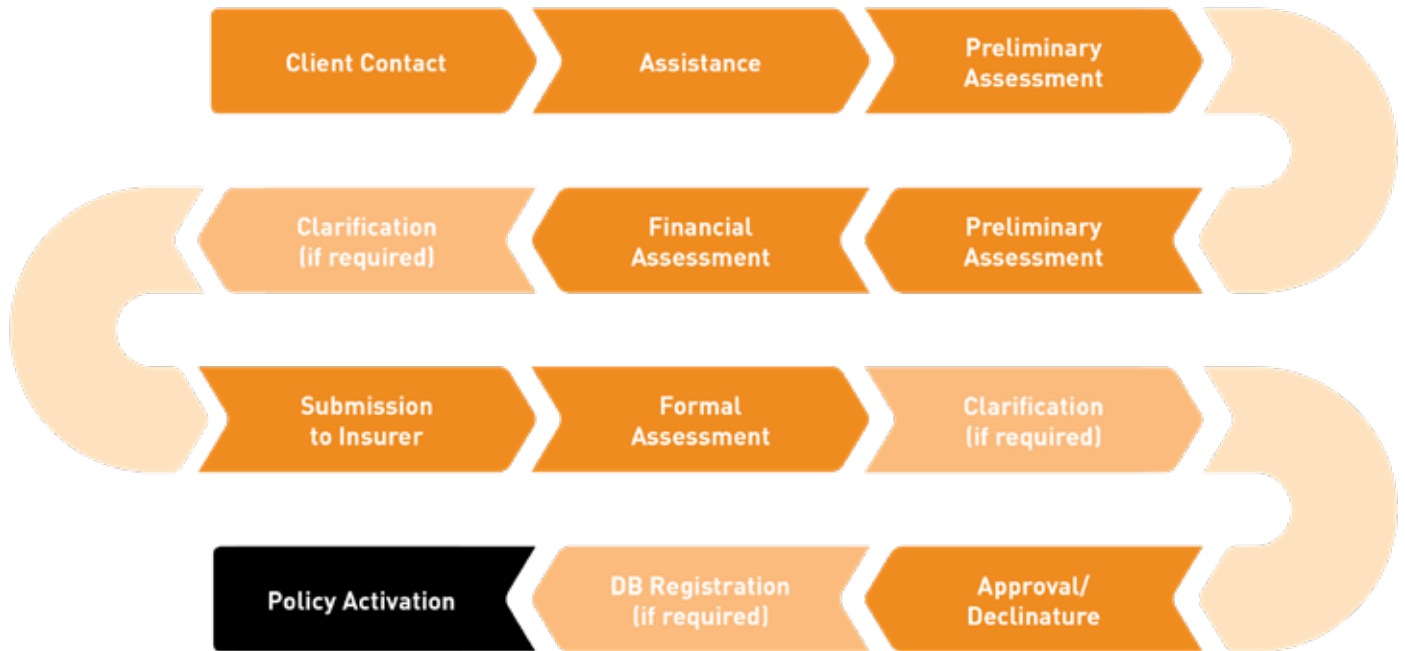 Client Contact
Assistance
Preliminary
Assessment
Preliminary
Assessment
Financial
Assessment
Clarification
(if required)
Submission
to Insurer
Formal
Assessment
Clarification
(if required)
Approval/
Declinature
DB Registration
(if required)
Policy Activation